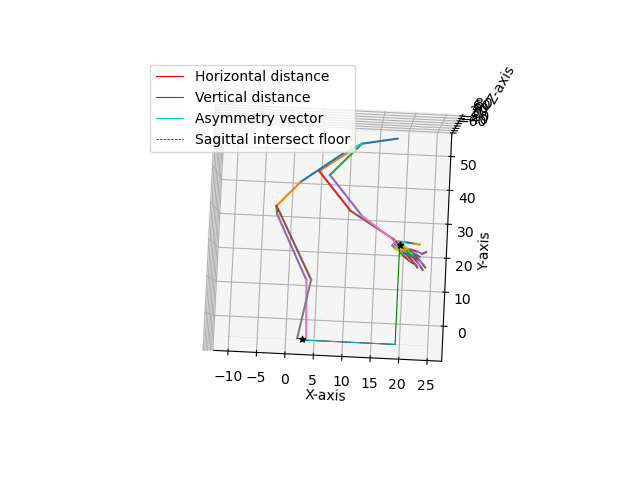 Horizontal distance
Vertical distance
Asymmetry vector
Sagittal intersect floor
Z-axis
50
40
30
20
10
0
Y-axis
−10 −5 0 5 10 15 20 25
X-axis